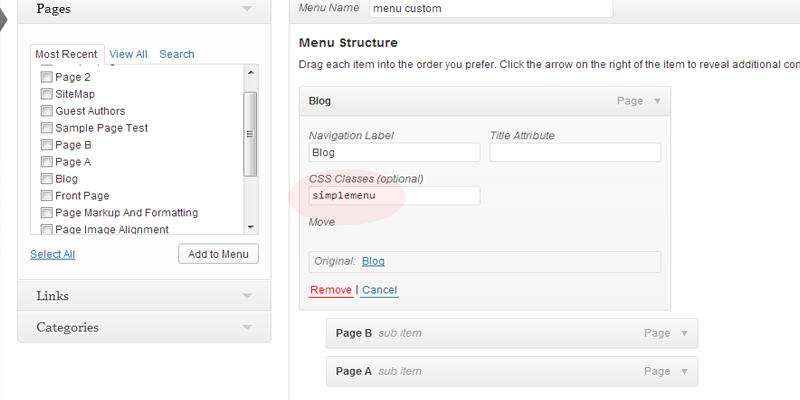 Pages
Most Recent View All Search
Page 2
SiteMap
Guest Authors
Sample Page Test
Page B
Page A
Blog
Front Page
Page Markup And Formatting
Page Image Alignment
Select All Add to Menu
Links
Categories
Menu Name menu custom
Menu Structure
Drag each item into the order you prefer. Click the arrow on the right of the item to reveal additional con
Blog Page
Navigation Label Title Attribute
Blog
CSS Classes (optional)
simplemenu
Move
Original: Blog
Remove | Cancel
Page B sub item Page
Page A sub item Page